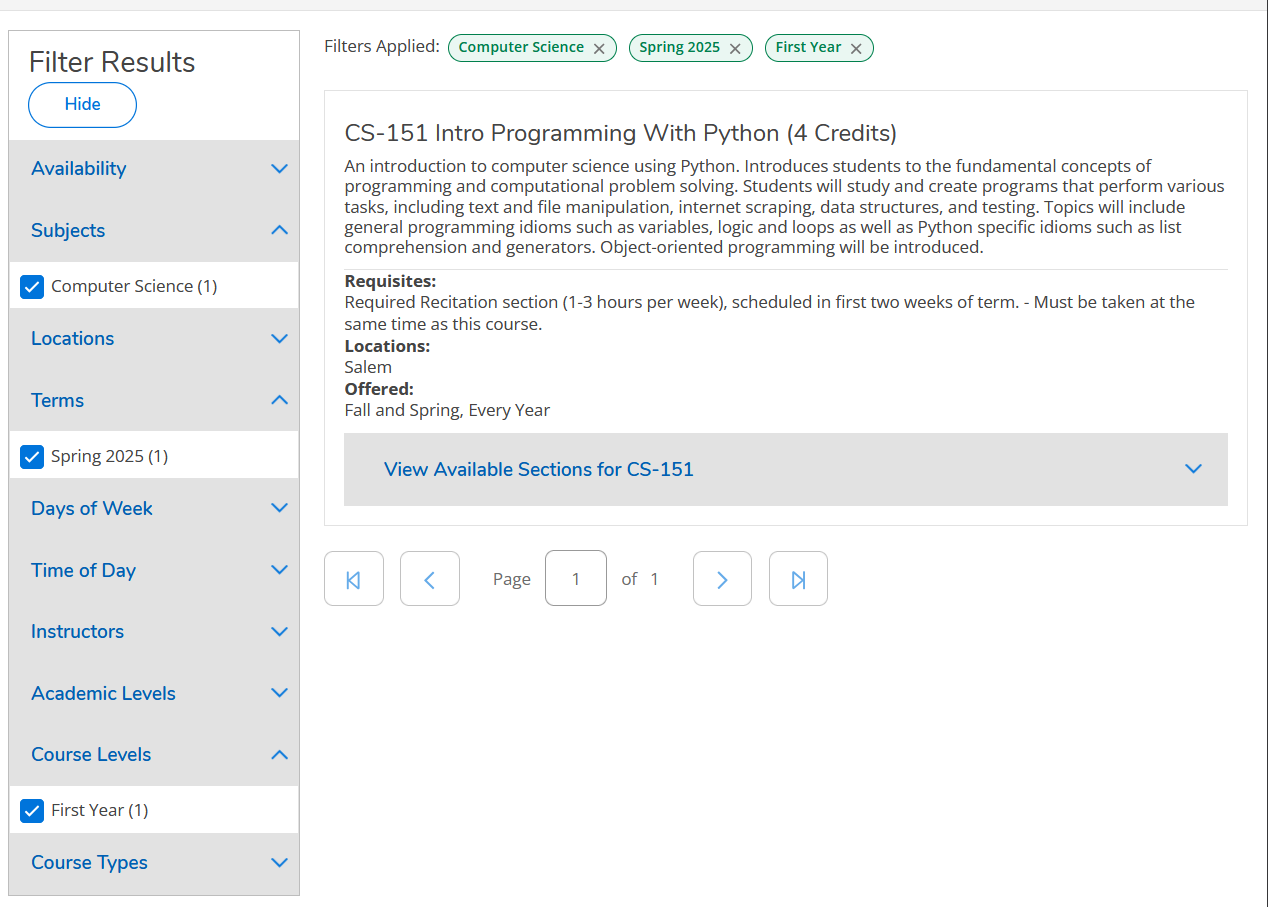 Filter Results
Hide
Availability
Subjects
Computer Science (1)
Locations
Terms
Spring 2025 (1)
Days of Week
Time of Day
Instructors
Academic Levels
Course Levels
First Year (1)
Course Types
Filters Applied: Computer Science Spring 2025 First Year
CS-151 Intro Programming With Python (4 Credits)
An introduction to computer science using Python. Introduces students to the fundamental concepts of
programming and computational problem solving. Students will study and create programs that perform various
tasks, including text and file manipulation, internet scraping, data structures, and testing. Topics will include
general programming idioms such as variables, logic and loops as well as Python specific idioms such as list
comprehension and generators. Object-oriented programming will be introduced.
Requisites:
Required Recitation section (1-3 hours per week), scheduled in first two weeks of term. - Must be taken at the
same time as this course.
Locations:
Salem
Offered:
Fall and Spring, Every Year
View Available Sections for CS-151
Page 1 of 1